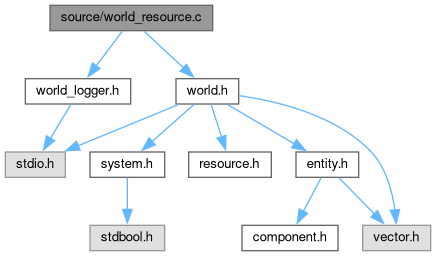 source/world_resource.c
world_logger.h
world.h
stdio.h
system.h
resource.h
entity.h
stdbool.h
component.h
vector.h